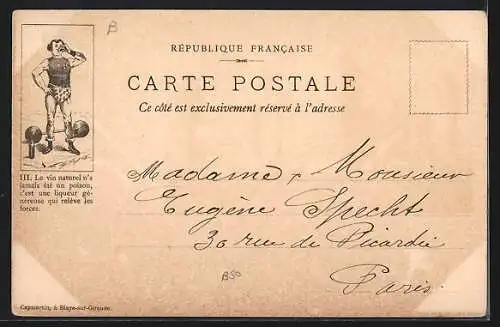 B
RÉPUBLIQUE FRANÇAISE
CARTE POSTALE
Ce côté est exclusivement réservé à l'adresse
III. Le vin naturel n'a
jamais été un poison,
c'est une liqueur gé-
néreuse qui relève les
forces.
Madame & Monsieur
Eugène Specht
30 rue de Picardie
Paris
B50
à Blaye-sur-Gironde.